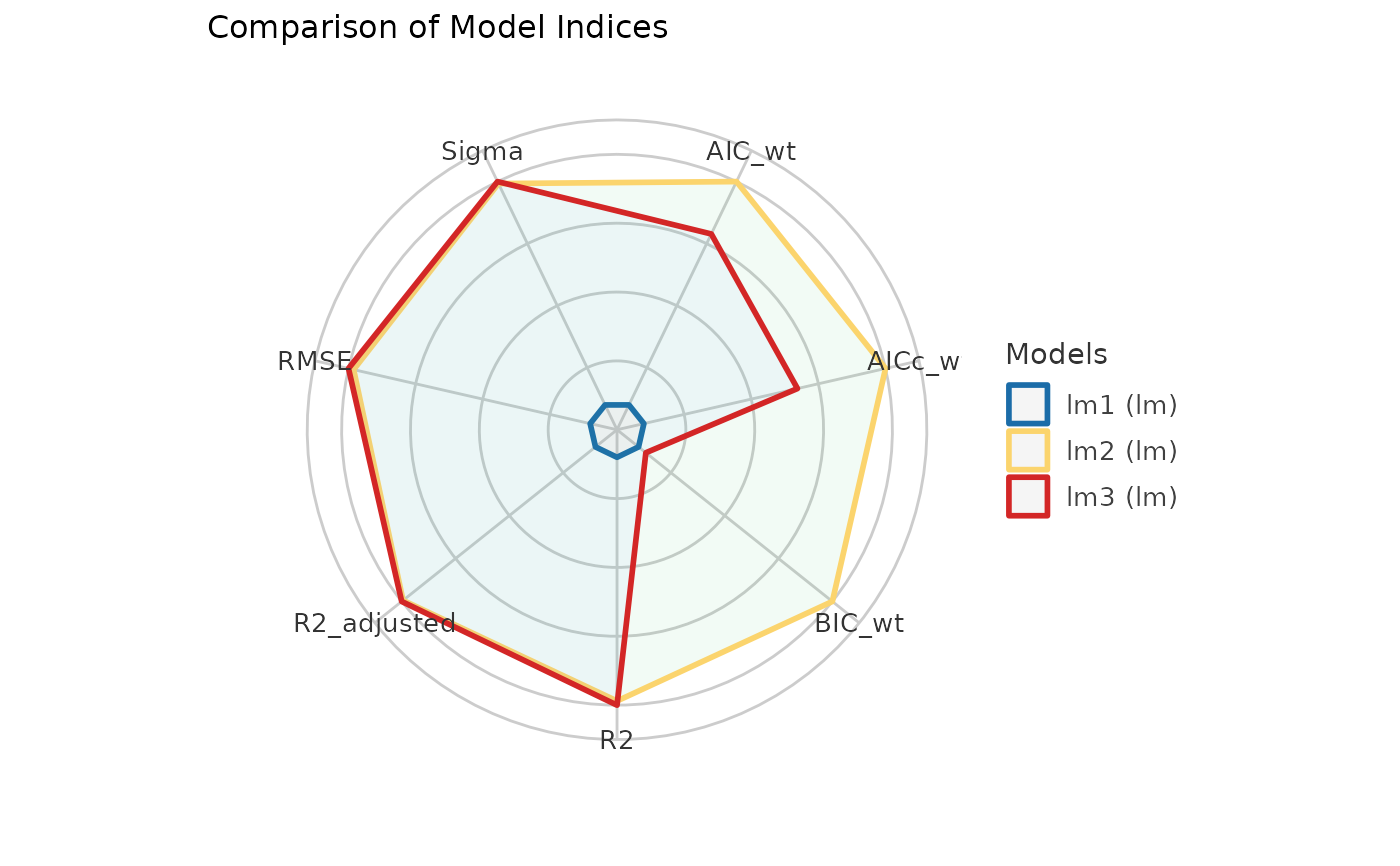 Comparison of Model Indices
Sigma
AIC_wt
RMSE
AICc_w
R2_adjusted
BIC_wt
R2
Models
lm1 (lm)
lm2 (lm)
lm3 (lm)